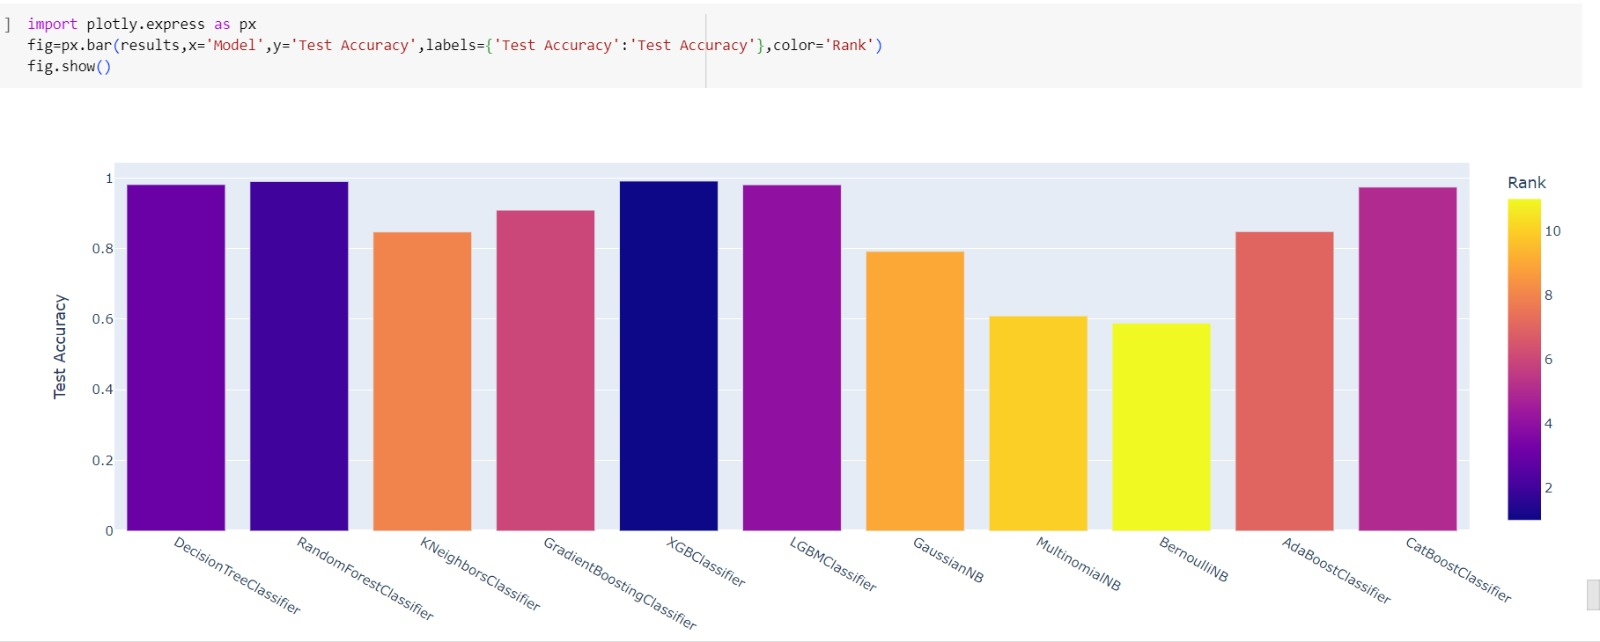 ]
import plotly.express as px
fig=px.bar(results,x='Model',y='Test Accuracy',labels={'Test Accuracy':'Test Accuracy'},color='Rank')
fig.show()
Test Accuracy
1
0.8
0.6
0.4
0.2
0
DecisionTreeClassifier
RandomForestClassifier
KNeighborsClassifier
GradientBoostingClassifier
XGBClassifier
LGBMClassifier
GaussianNB
MultinomialNB
BernoulliNB
AdaBoostClassifier
CatBoostClassifier
Rank
10
8
6
4
2